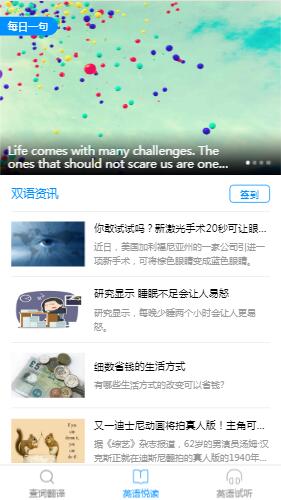 每日一句
Life comes with many challenges. The
ones that should not scare us are one...
双语资讯
签到
你敢试试吗？新激光手术20秒可让眼...
近日，美国加利福尼亚州的一家公司引进一
项新手术，可将棕色眼睛变成蓝色眼睛。
研究显示 睡眠不足会让人易怒
研究显示，每晚少睡两个小时会让人更易
怒。
细数省钱的生活方式
有哪些生活方式的改变可以省钱？
又一迪士尼动画将拍真人版！主角可...
据《综艺》杂志报道，62岁的男演员汤姆·汉
克斯正就在迪斯尼翻拍的真人版的1940年...
查词翻译
英语悦读
英语试听